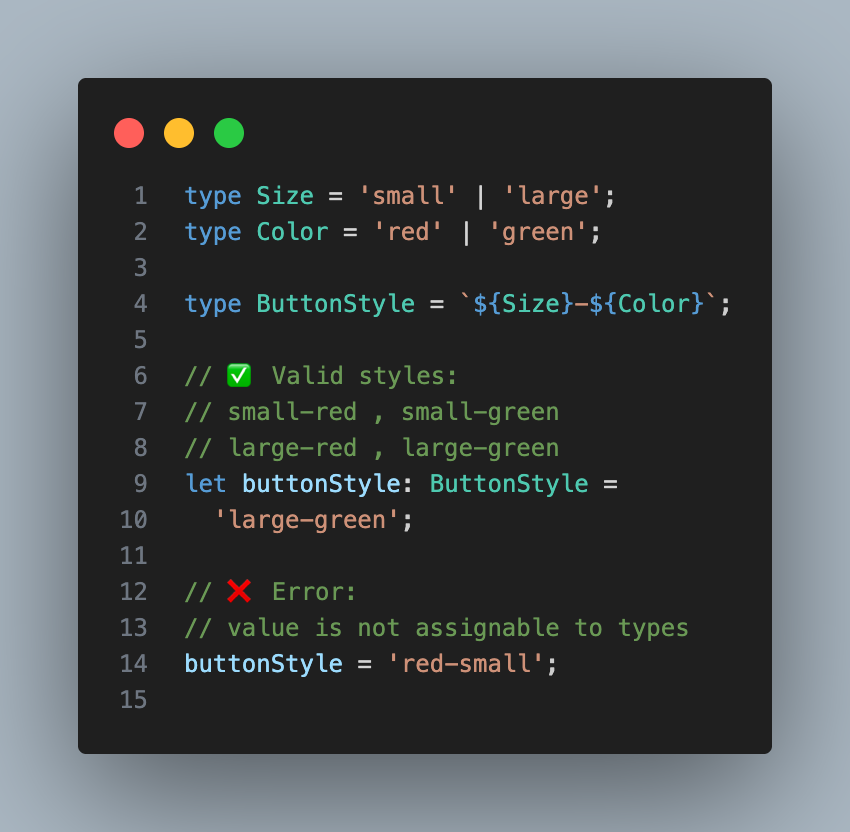 1 type Size = 'small' | 'large';
2 type Color = 'red' | 'green';
3
4 type ButtonStyle = `${Size}-${Color}`;
5
6 // ✅ Valid styles:
7 // small-red , small-green
8 // large-red , large-green
9 let buttonStyle: ButtonStyle =
10   'large-green';
11
12 // ❌ Error:
13 // value is not assignable to types
14 buttonStyle = 'red-small';
15